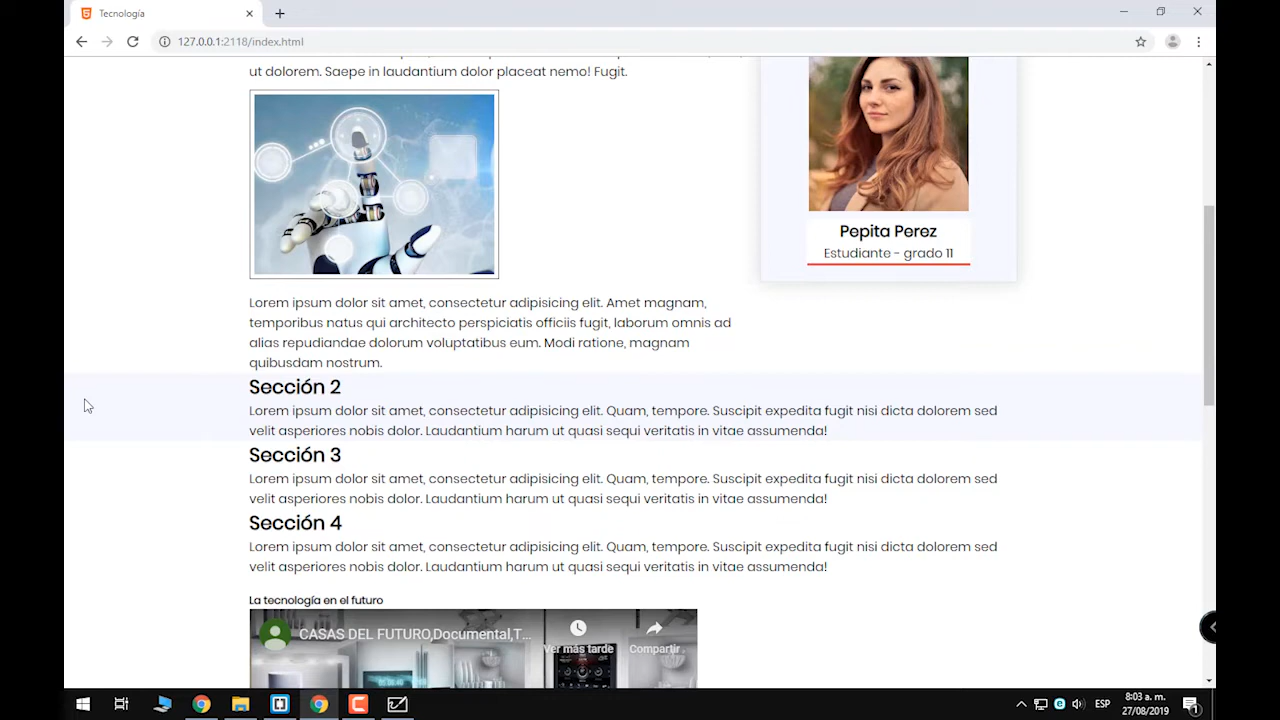 Tecnología
127.0.0.1:2118/index.html
ut dolorem. Saepe in laudantium dolor placeat nemo! Fugit.
Pepita Perez
Estudiante - grado 11
Lorem ipsum dolor sit amet, consectetur adipisicing elit. Amet magnam,
temporibus natus qui architecto perspiciatis officiis fugit, laborum omnis ad
alias repudiandae dolorum voluptatibus eum. Modi ratione, magnam
quibusdam nostrum.
Sección 2
Lorem ipsum dolor sit amet, consectetur adipisicing elit. Quam, tempore. Suscipit expedita fugit nisi dicta dolorem sed
velit asperiores nobis dolor. Laudantium harum ut quasi sequi veritatis in vitae assumenda!
Sección 3
Lorem ipsum dolor sit amet, consectetur adipisicing elit. Quam, tempore. Suscipit expedita fugit nisi dicta dolorem sed
velit asperiores nobis dolor. Laudantium harum ut quasi sequi veritatis in vitae assumenda!
Sección 4
Lorem ipsum dolor sit amet, consectetur adipisicing elit. Quam, tempore. Suscipit expedita fugit nisi dicta dolorem sed
velit asperiores nobis dolor. Laudantium harum ut quasi sequi veritatis in vitae assumenda!
La tecnología en el futuro
CASAS DEL FUTURO,Documental,T...
Ver más tarde
Compartir
ESP
8:03 a. m.
27/08/2019
1